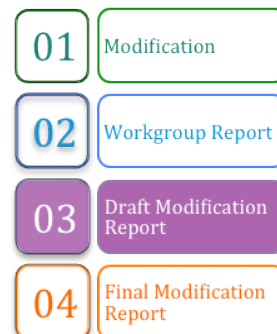 01
Modification
02
Workgroup Report
03
Draft Modification
Report
04
Final Modification
Report